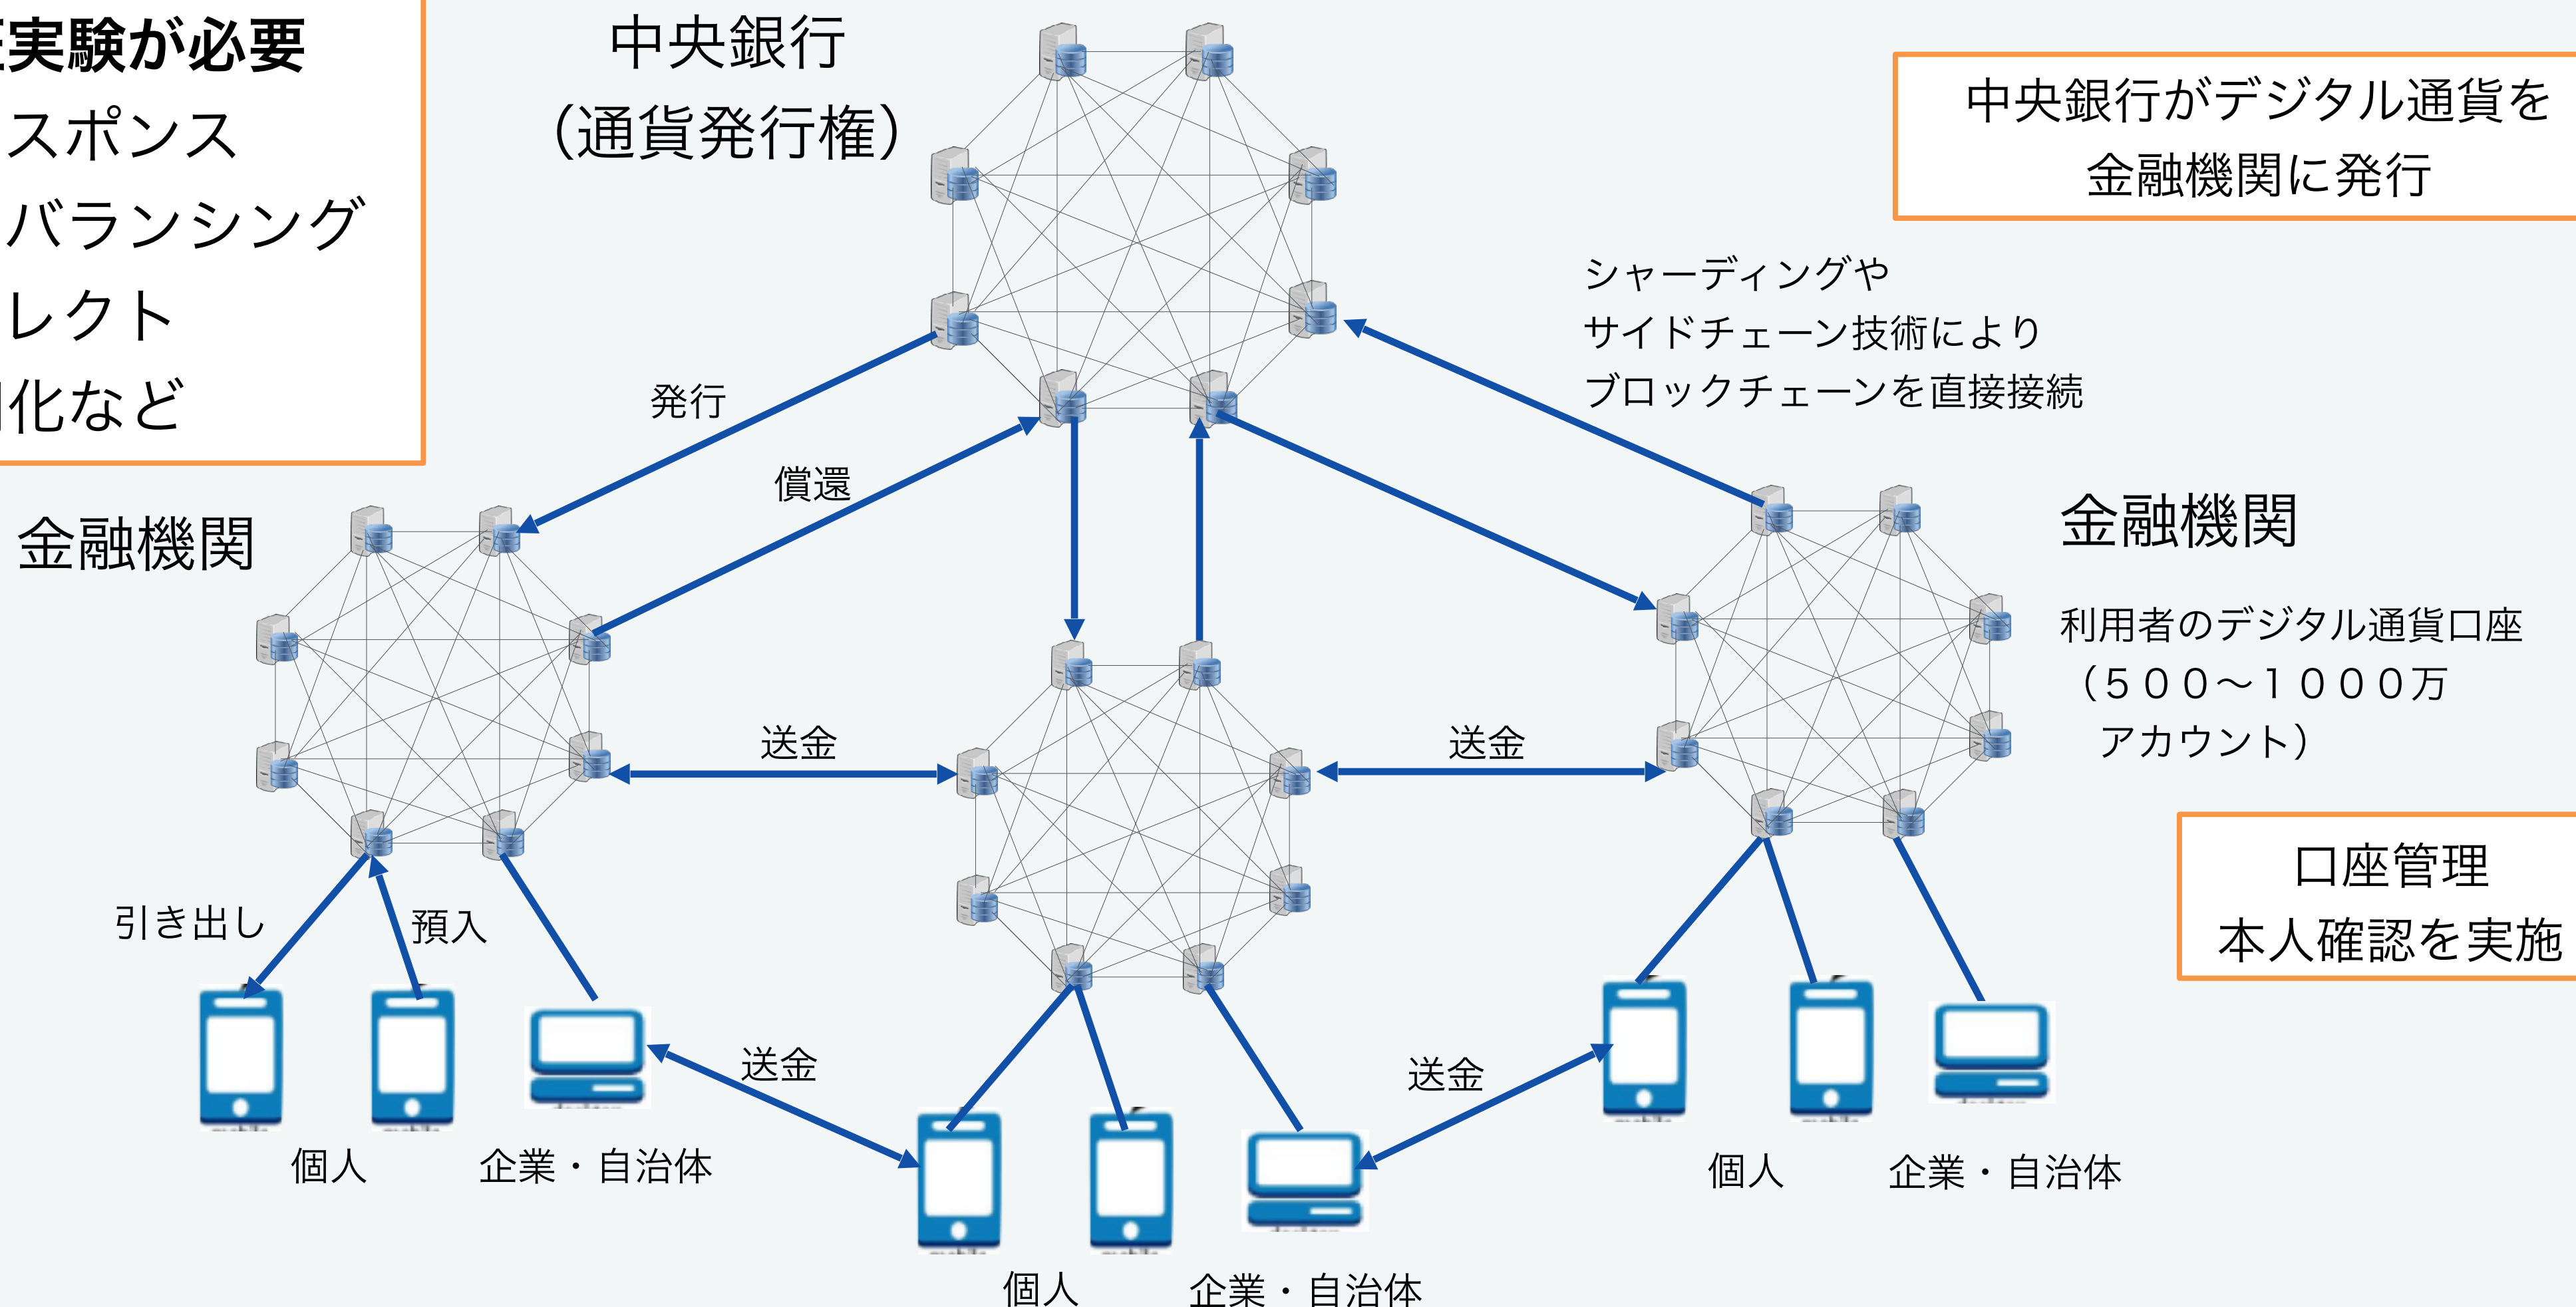 実験が必要
スポンス
バランシング
レクト
化など
中央銀行
（通貨発行権）
中央銀行がデジタル通貨を
金融機関に発行
シャーディングや
サイドチェーン技術により
ブロックチェーンを直接接続
発行
償還
金融機関
金融機関
利用者のデジタル通貨口座
（５００～１０００万
アカウント）
送金
送金
口座管理
本人確認を実施
引き出し
預入
送金
送金
個人
企業・自治体
個人
企業・自治体
個人
企業・自治体